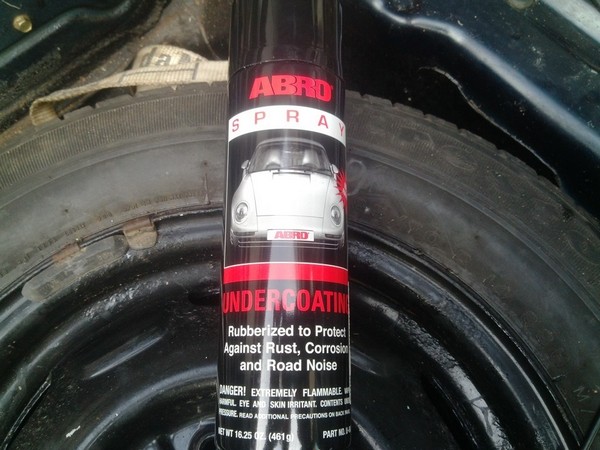 ABRO
SPRAY
ABRO
UNDERCOATING
Rubberized to Protect
Against Rust, Corrosion
and Road Noise
DANGER! EXTREMELY FLAMMABLE.
HARMFUL. EYE AND SKIN IRRITANT. CONTENTS
PRESSURE. READ ADDITIONAL PRECAUTIONS ON BACK
NET WT 16.25 OZ. (461g) PART NO.